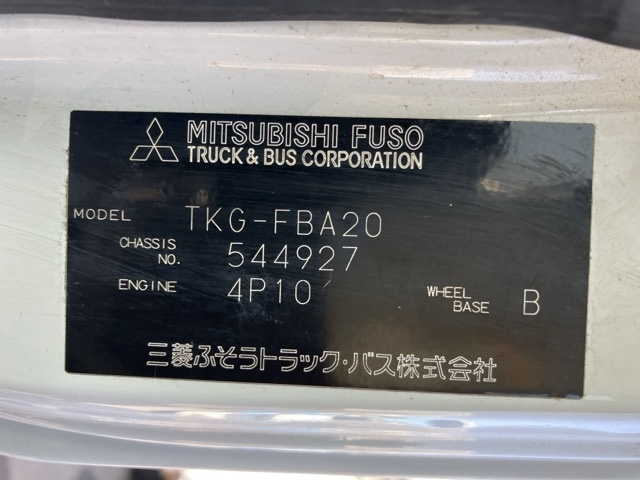 MITSUBISHI FUSO
TRUCK & BUS CORPORATION
MODEL TKG-FBA20
CHASSIS NO. 544927
ENGINE 4P10 WHEEL BASE B
三菱ふそうトラック・バス株式会社